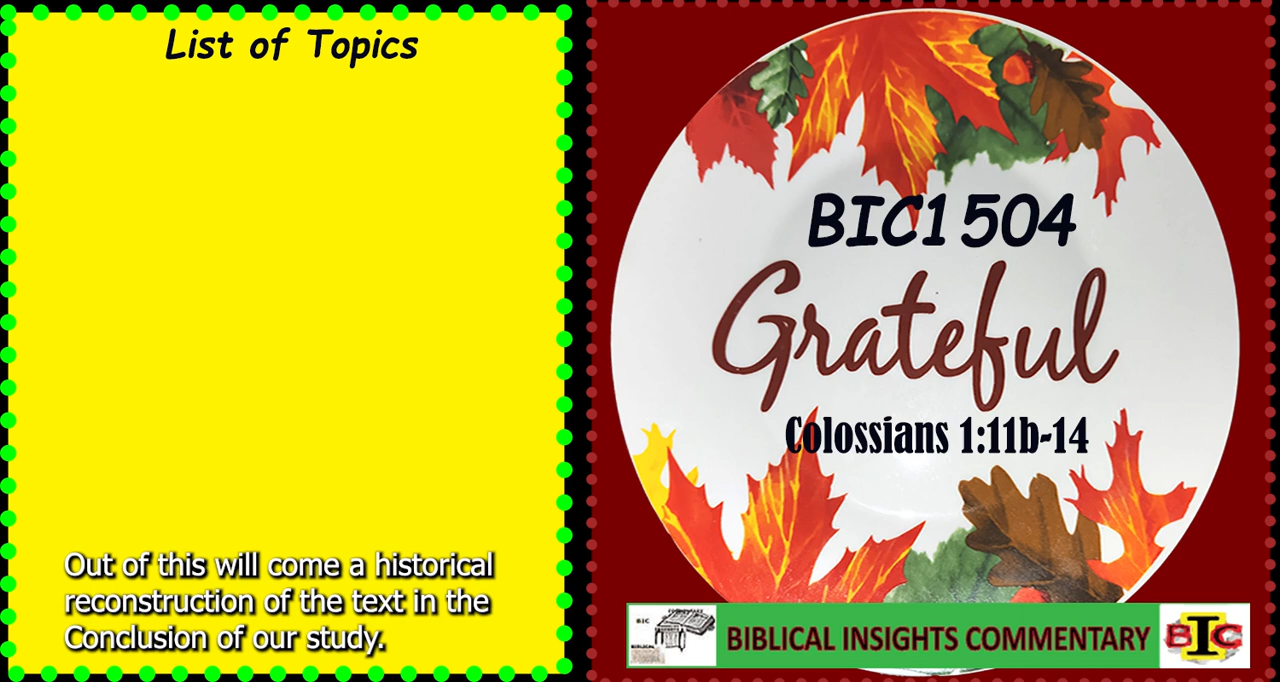 List of Topics
Out of this will come a historical
reconstruction of the text in the
Conclusion of our study.
BIC1504
Grateful
Colossians 1:11b-14
BIC
BIBLICAL INSIGHTS COMMENTARY
BIC